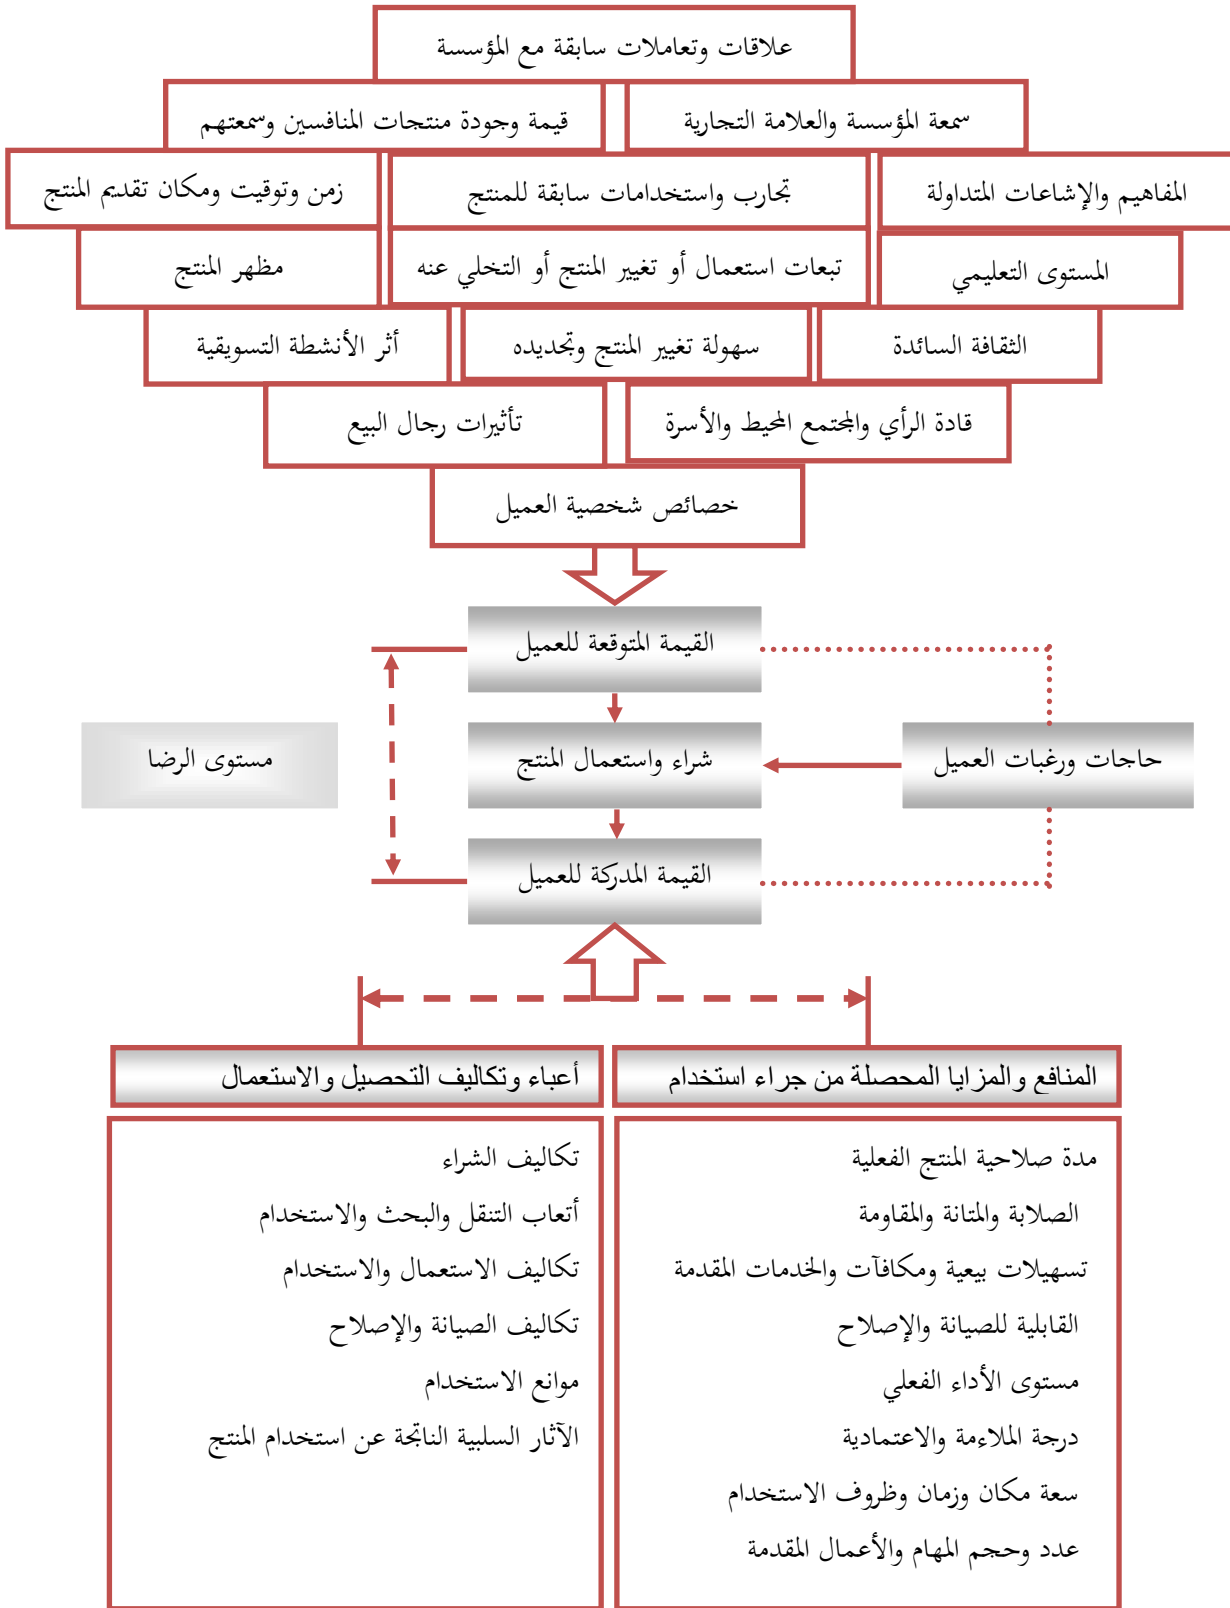 علاقات وتعاملات سابقة مع المؤسسة
سمعة المؤسسة والعلامة التجارية
قيمة وجودة منتجات المنافسين وسمعتهم
المفاهيم والإشاعات المتداولة
تجارب واستخدامات سابقة للمنتج
زمن وتوقيت ومكان تقديم المنتج
المستوى التعليمي
تبعات استعمال أو تغيير المنتج أو التخلي عنه
مظهر المنتج
الثقافة السائدة
سهولة تغيير المنتج وتجديده
أثر الأنشطة التسويقية
قادة الرأي والمجتمع المحيط والأسرة
تأثيرات رجال البيع
خصائص شخصية العميل
القيمة المتوقعة للعميل
حاجات ورغبات العميل
شراء واستعمال المنتج
مستوى الرضا
القيمة المدركة للعميل
المنافع والمزايا المحصلة من جراء استخدام
مدة صلاحية المنتج الفعلية
الصلابة والمتانة والمقاومة
تسهيلات بيعية ومكافآت والخدمات المقدمة
القابلية للصيانة والإصلاح
مستوى الأداء الفعلي
درجة الملاءمة والاعتمادية
سعة مكان وزمان وظروف الاستخدام
عدد وحجم المهام والأعمال المقدمة
أعباء وتكاليف التحصيل والاستعمال
تكاليف الشراء
أتعاب التنقل والبحث والاستخدام
تكاليف الاستعمال والاستخدام
تكاليف الصيانة والإصلاح
موانع الاستخدام
الآثار السلبية الناتجة عن استخدام المنتج